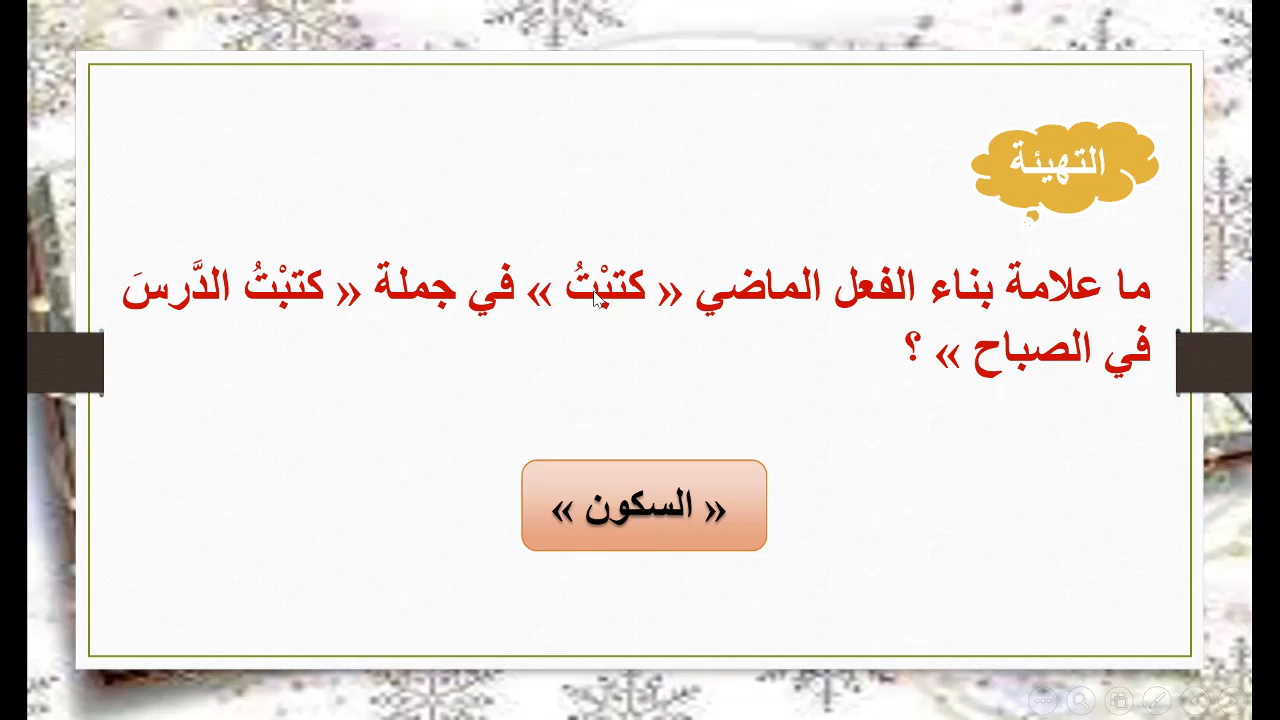 التهيئة
ما علامة بناء الفعل الماضي « كتبْتُ » في جملة « كتبْتُ الدَّرسَ
في الصباح » ؟
« السكون »